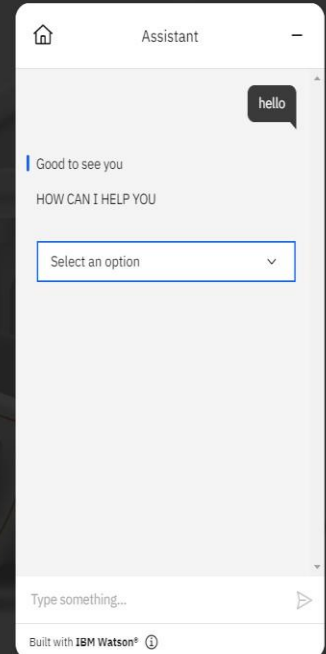 Assistant
hello
Good to see you
HOW CAN I HELP YOU
Select an option
Type something...
Built with IBM Watson®